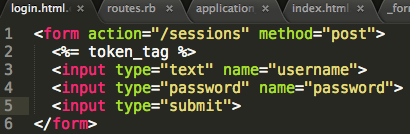 login.html. routes.rb application index.html _form
1 <form action="/sessions" method="post">
2   <%= token_tag %>
3   <input type="text" name="username">
4   <input type="password" name="password">
5   <input type="submit">
6 </form>